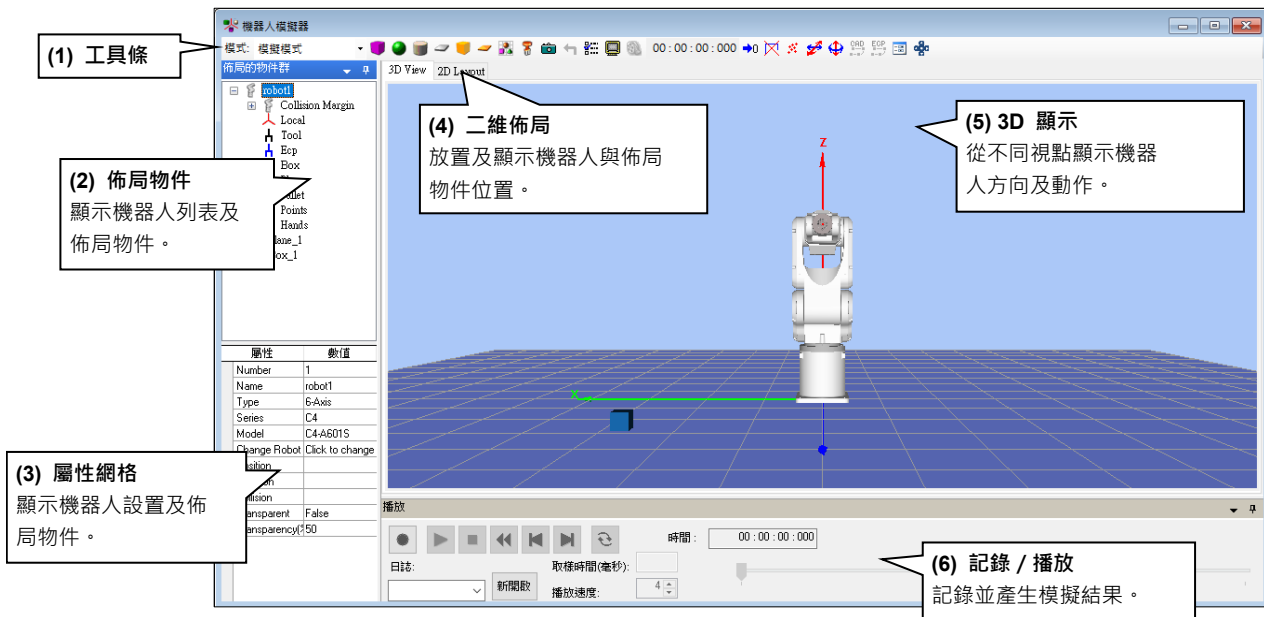 機器人模擬器
(1) 工具條
模式: 模擬模式
00 : 00 : 00 : 000
CAD
ECP
佈局的物件群
3D View
2D Layout
robot1
Collision Margin
Local
Tool
Ecp
Box
Points
Hands
(2) 佈局物件
顯示機器人列表及
佈局物件。
(4) 二維佈局
放置及顯示機器人與佈局
物件位置。
(5) 3D 顯示
從不同視點顯示機器
人方向及動作。
Z
X
屬性 數值
Number 1
Name robot1
Type 6-Axis
Series C4
Model C4-A601S
Change Robot Click to change
(3) 屬性網格
顯示機器人設置及佈
局物件。
False
50
播放
時間 :
00 : 00 : 00 : 000
日誌:
新開啟
取樣時間(毫秒):
播放速度:
4
(6) 記錄 / 播放
記錄並產生模擬結果。